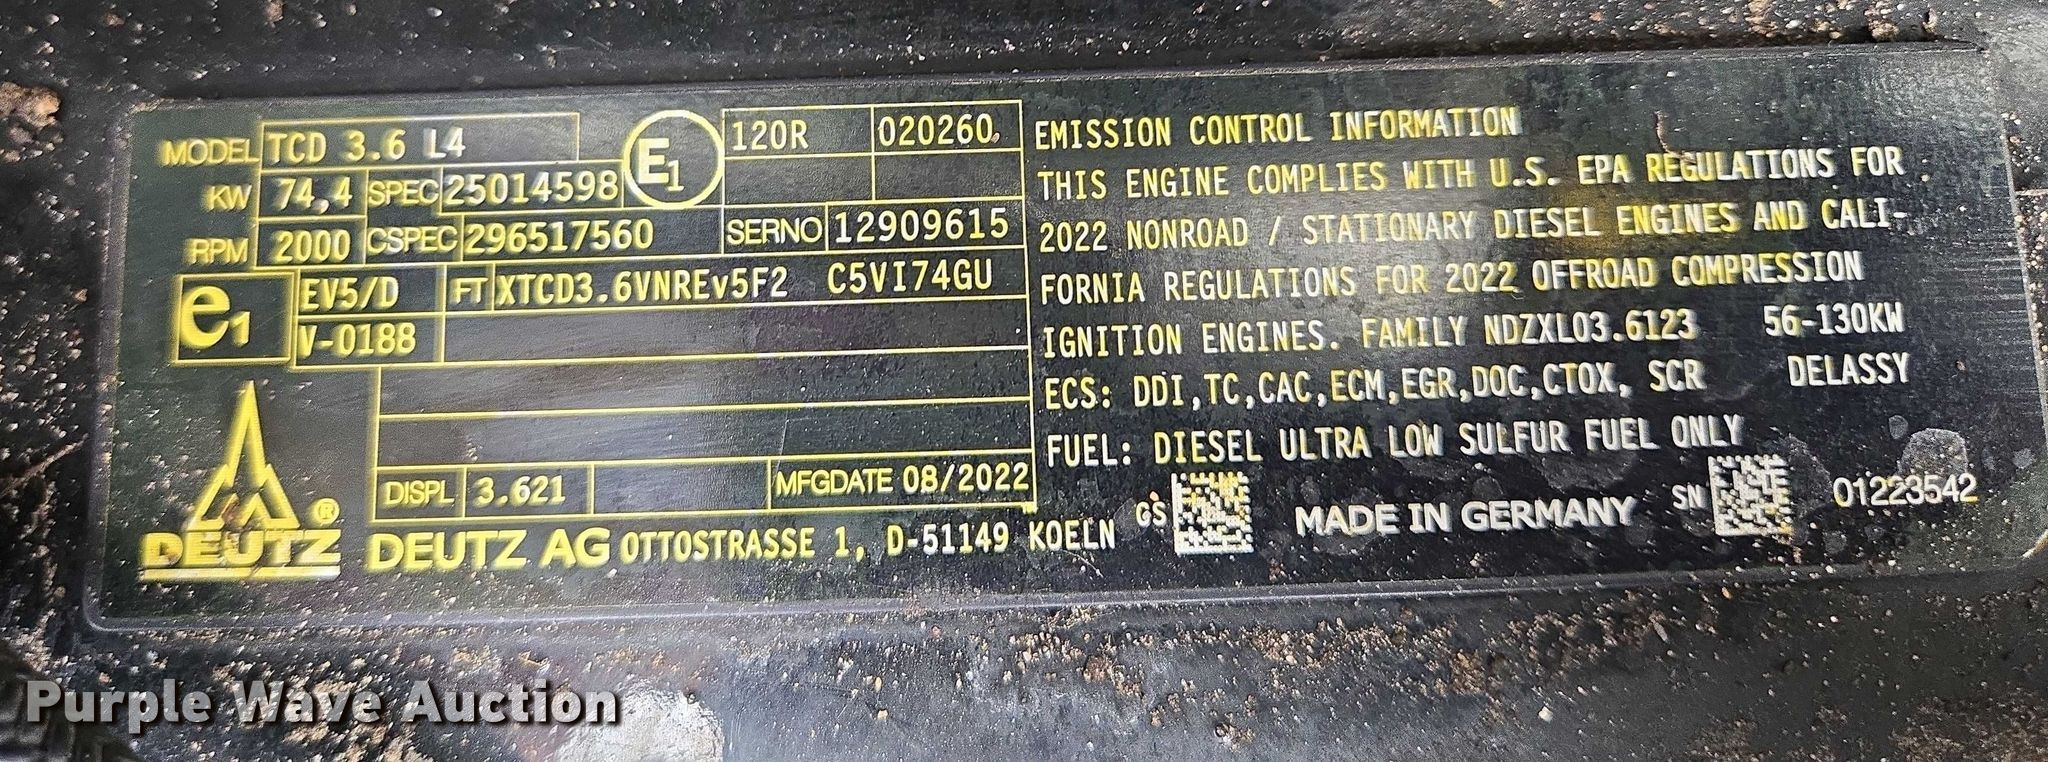 MODEL TCD 3.6 L4 E1 120R 020260
KW 74,4 SPEC 25014598
RPM 2000 CSPEC 296517560 SERNO 12909615
e1 EV5/D FT XTCD3.6VNREv5F2 C5VI74GU
V-0188
DISPL 3.621 MFGDATE 08/2022
DEUTZ® DEUTZ AG OTTOSTRASSE 1, D-51149 KOELN
EMISSION CONTROL INFORMATION
THIS ENGINE COMPLIES WITH U.S. EPA REGULATIONS FOR
2022 NONROAD / STATIONARY DIESEL ENGINES AND CALI-
FORNIA REGULATIONS FOR 2022 OFFROAD COMPRESSION
IGNITION ENGINES. FAMILY NDZXL03.6123 56-130KW
ECS: DDI,TC,CAC,ECM,EGR,DOC,CTOX, SCR DELASSY
FUEL: DIESEL ULTRA LOW SULFUR FUEL ONLY
GS MADE IN GERMANY SN 01223542
Purple Wave Auction